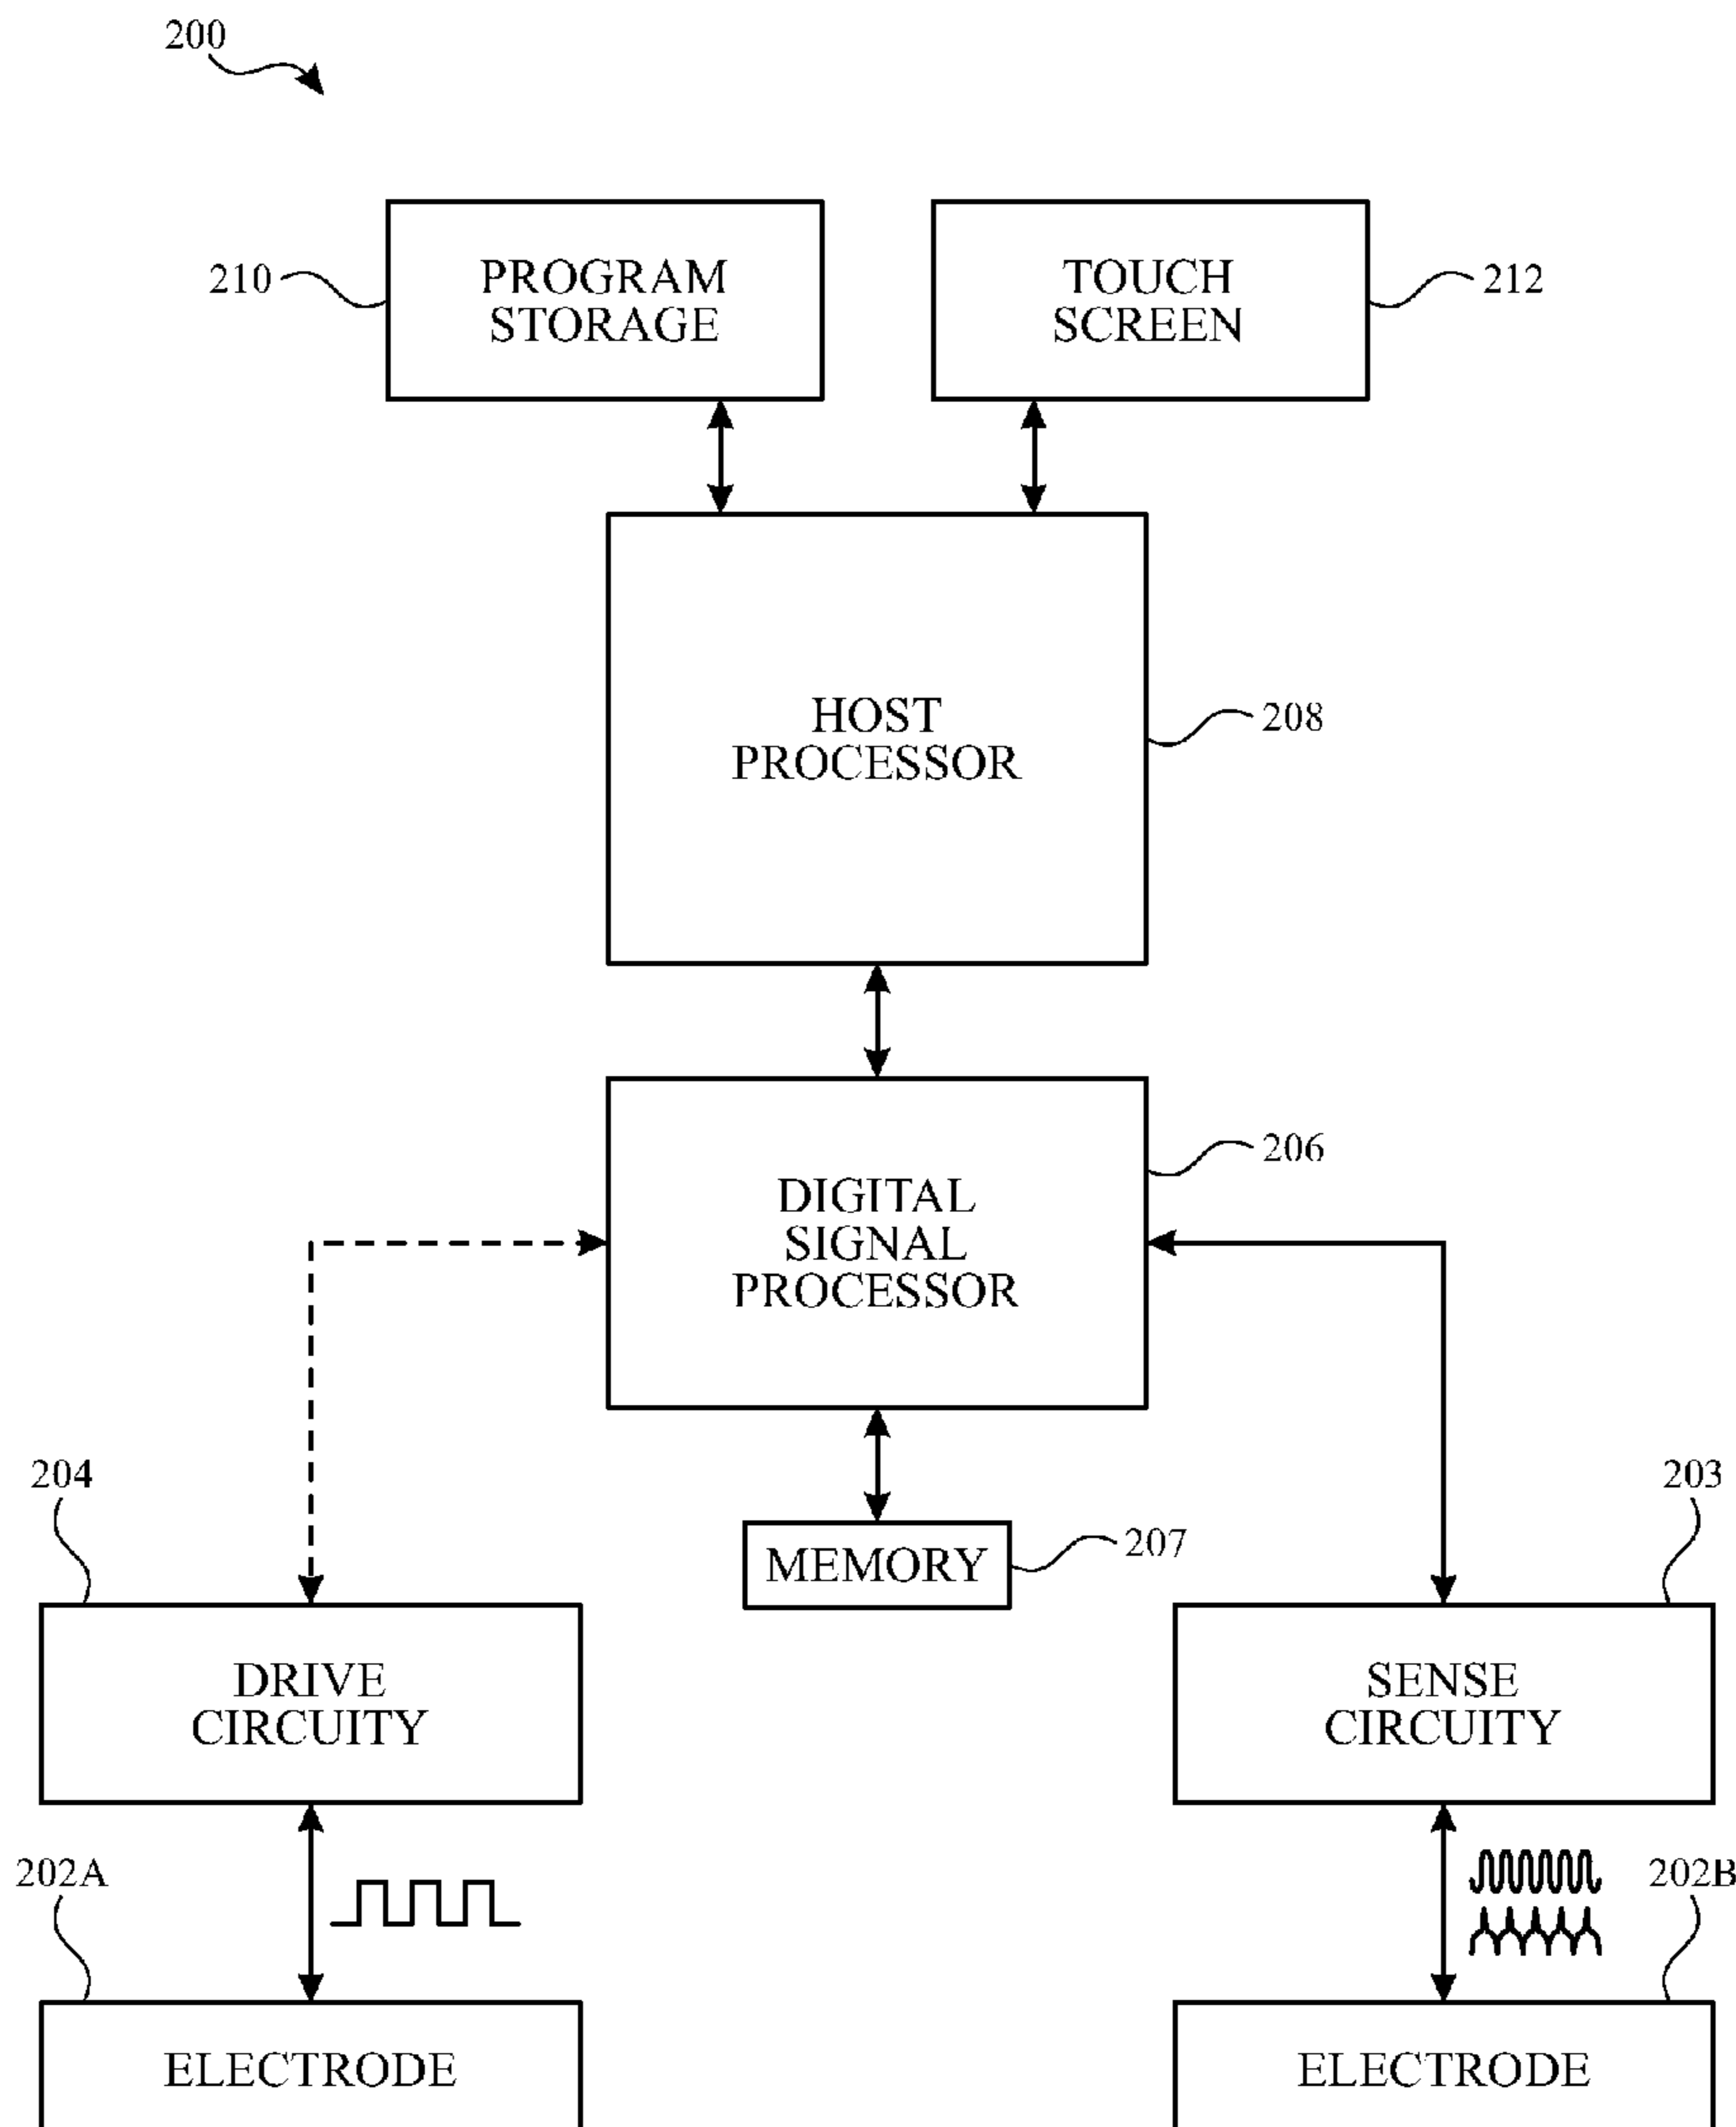 200
210
PROGRAM
STORAGE
TOUCH
SCREEN
212
HOST
PROCESSOR
208
206
DIGITAL
SIGNAL
PROCESSOR
204
203
MEMORY
207
DRIVE
CIRCUITY
SENSE
CIRCUITY
202A
202B
ELECTRODE
ELECTRODE